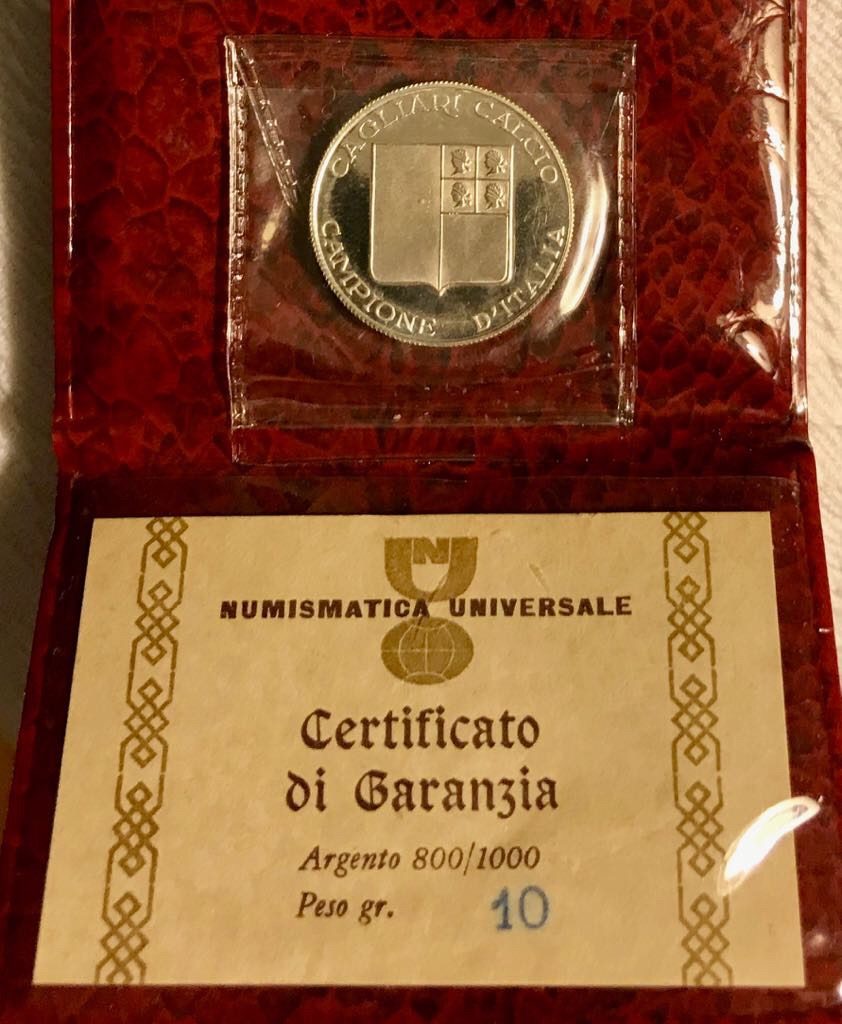 CAGLIARI CALCIO
CAMPIONE D'ITALIA
N
NUMISMATICA UNIVERSALE
Certificato
di Garanzia
Argento 800/1000
Peso gr. 10